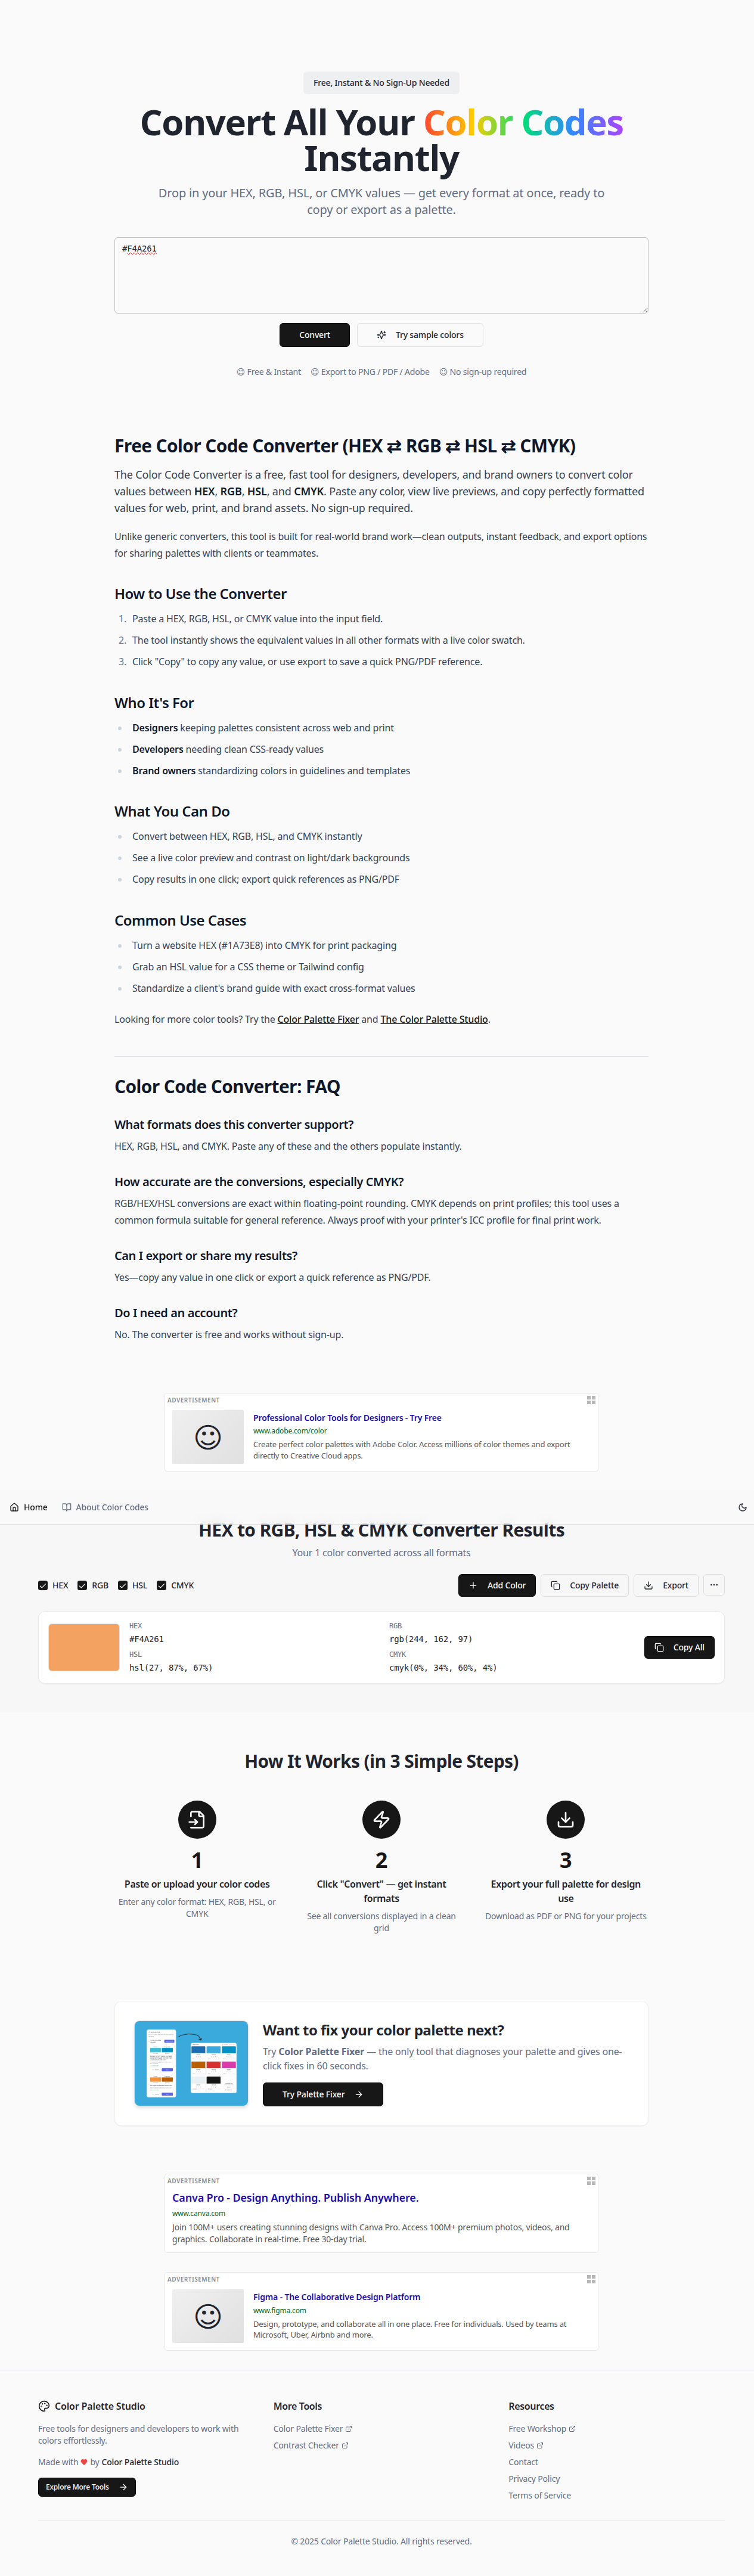 Free, Instant & No Sign-Up Needed
Convert All Your Color Codes
Instantly
Drop in your HEX, RGB, HSL, or CMYK values — get every format at once, ready to
copy or export as a palette.
#F4A261
Convert
Try sample colors
Free & Instant
Export to PNG / PDF / Adobe
No sign-up required
Free Color Code Converter (HEX ⇄ RGB ⇄ HSL ⇄ CMYK)
The Color Code Converter is a free, fast tool for designers, developers, and brand owners to convert color
values between HEX, RGB, HSL, and CMYK. Paste any color, view live previews, and copy perfectly formatted
values for web, print, and brand assets. No sign-up required.
Unlike generic converters, this tool is built for real-world brand work—clean outputs, instant feedback, and export options
for sharing palettes with clients or teammates.
How to Use the Converter
1. Paste a HEX, RGB, HSL, or CMYK value into the input field.
2. The tool instantly shows the equivalent values in all other formats with a live color swatch.
3. Click "Copy" to copy any value, or use export to save a quick PNG/PDF reference.
Who It's For
Designers keeping palettes consistent across web and print
Developers needing clean CSS-ready values
Brand owners standardizing colors in guidelines and templates
What You Can Do
Convert between HEX, RGB, HSL, and CMYK instantly
See a live color preview and contrast on light/dark backgrounds
Copy results in one click; export quick references as PNG/PDF
Common Use Cases
Turn a website HEX (#1A73E8) into CMYK for print packaging
Grab an HSL value for a CSS theme or Tailwind config
Standardize a client's brand guide with exact cross-format values
Looking for more color tools? Try the Color Palette Fixer and The Color Palette Studio.
Color Code Converter: FAQ
What formats does this converter support?
HEX, RGB, HSL, and CMYK. Paste any of these and the others populate instantly.
How accurate are the conversions, especially CMYK?
RGB/HEX/HSL conversions are exact within floating-point rounding. CMYK depends on print profiles; this tool uses a
common formula suitable for general reference. Always proof with your printer's ICC profile for final print work.
Can I export or share my results?
Yes—copy any value in one click or export a quick reference as PNG/PDF.
Do I need an account?
No. The converter is free and works without sign-up.
ADVERTISEMENT
Professional Color Tools for Designers - Try Free
www.adobe.com/color
Create perfect color palettes with Adobe Color. Access millions of color themes and export
directly to Creative Cloud apps.
Home
About Color Codes
HEX to RGB, HSL & CMYK Converter Results
Your 1 color converted across all formats
HEX
RGB
HSL
CMYK
Add Color
Copy Palette
Export
HEX
#F4A261
RGB
rgb(244, 162, 97)
HSL
hsl(27, 87%, 67%)
CMYK
cmyk(0%, 34%, 60%, 4%)
Copy All
How It Works (in 3 Simple Steps)
1
Paste or upload your color codes
Enter any color format: HEX, RGB, HSL, or
CMYK
2
Click "Convert" — get instant
formats
See all conversions displayed in a clean
grid
3
Export your full palette for design
use
Download as PDF or PNG for your projects
Want to fix your color palette next?
Try Color Palette Fixer — the only tool that diagnoses your palette and gives one-
click fixes in 60 seconds.
Try Palette Fixer
ADVERTISEMENT
Canva Pro - Design Anything. Publish Anywhere.
www.canva.com
Join 100M+ users creating stunning designs with Canva Pro. Access 100M+ premium photos, videos, and
graphics. Collaborate in real-time. Free 30-day trial.
ADVERTISEMENT
Figma - The Collaborative Design Platform
www.figma.com
Design, prototype, and collaborate all in one place. Free for individuals. Used by teams at
Microsoft, Uber, Airbnb and more.
Color Palette Studio
Free tools for designers and developers to work with
colors effortlessly.
Made with ❤ by Color Palette Studio
Explore More Tools
More Tools
Color Palette Fixer
Contrast Checker
Resources
Free Workshop
Videos
Contact
Privacy Policy
Terms of Service
© 2025 Color Palette Studio. All rights reserved.